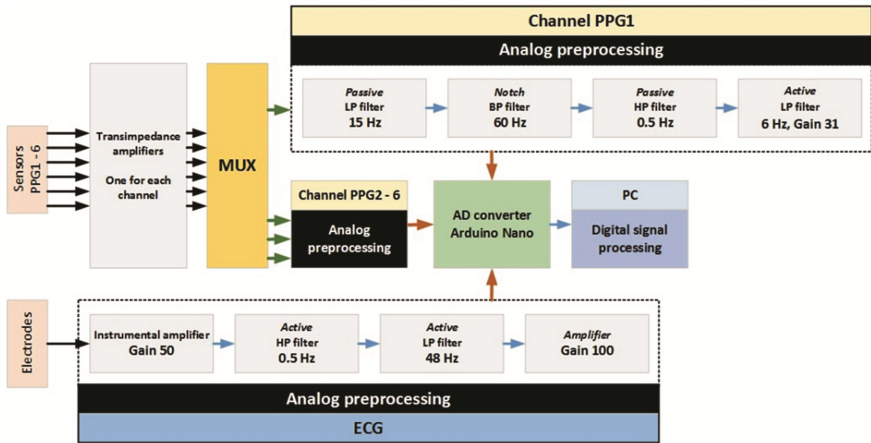 Channel PPG1
Analog preprocessing
Passive
LP filter
15 Hz
Notch
BP filter
60 Hz
Passive
HP filter
0.5 Hz
Active
LP filter
6 Hz, Gain 31
Sensors
PPG1 - 6
Transimpedance
amplifiers
One for each
channel
MUX
Channel PPG2 - 6
Analog
preprocessing
AD converter
Arduino Nano
PC
Digital signal
processing
Electrodes
Instrumental amplifier
Gain 50
Active
HP filter
0.5 Hz
Active
LP filter
48 Hz
Amplifier
Gain 100
Analog preprocessing
ECG